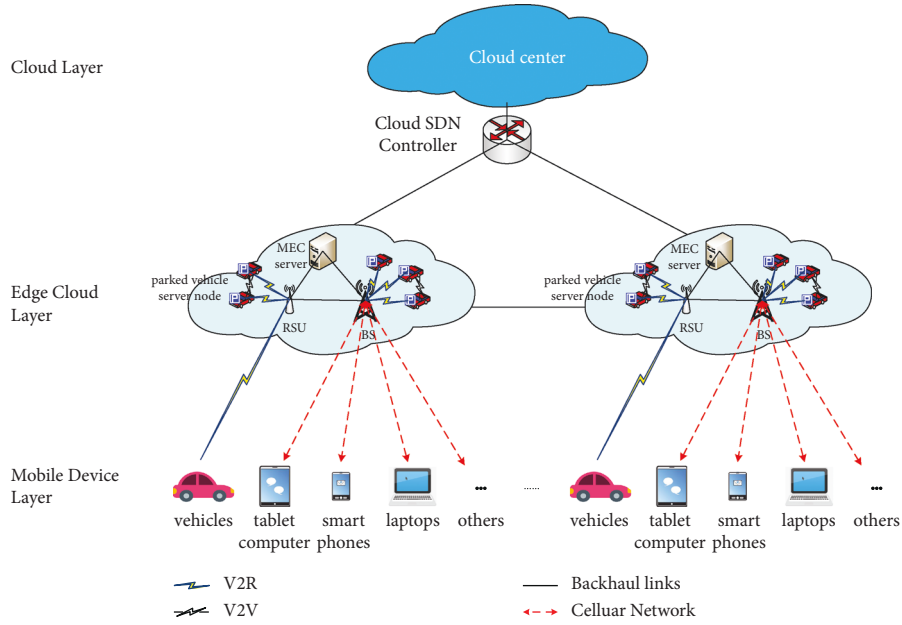 Cloud Layer
Cloud center
Cloud SDN
Controller
Edge Cloud
Layer
MEC
server
parked vehicle
server node
P
P
P
P
P
RSU
BS
MEC
server
parked vehicle
server node
P
P
P
P
P
RSU
BS
Mobile Device
Layer
vehicles
tablet
computer
smart
phones
laptops
...
others
......
vehicles
tablet
computer
smart
phones
laptops
...
others
V2R
V2V
Backhaul links
Celluar Network